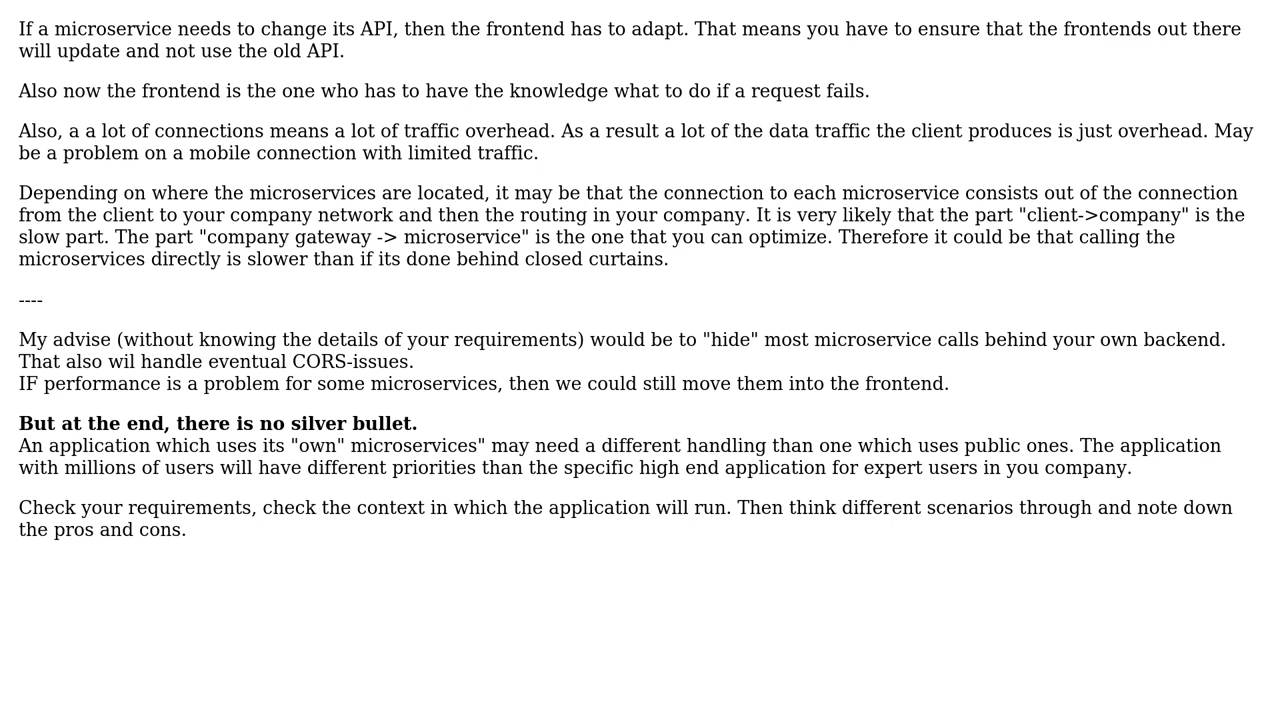 If a microservice needs to change its API, then the frontend has to adapt. That means you have to ensure that the frontends out there
will update and not use the old API.
Also now the frontend is the one who has to have the knowledge what to do if a request fails.
Also, a a lot of connections means a lot of traffic overhead. As a result a lot of the data traffic the client produces is just overhead. May
be a problem on a mobile connection with limited traffic.
Depending on where the microservices are located, it may be that the connection to each microservice consists out of the connection
from the client to your company network and then the routing in your company. It is very likely that the part "client->company" is the
slow part. The part "company gateway -> microservice" is the one that you can optimize. Therefore it could be that calling the
microservices directly is slower than if its done behind closed curtains.
----
My advise (without knowing the details of your requirements) would be to "hide" most microservice calls behind your own backend.
That also wil handle eventual CORS-issues.
IF performance is a problem for some microservices, then we could still move them into the frontend.
But at the end, there is no silver bullet.
An application which uses its "own" microservices" may need a different handling than one which uses public ones. The application
with millions of users will have different priorities than the specific high end application for expert users in you company.
Check your requirements, check the context in which the application will run. Then think different scenarios through and note down
the pros and cons.